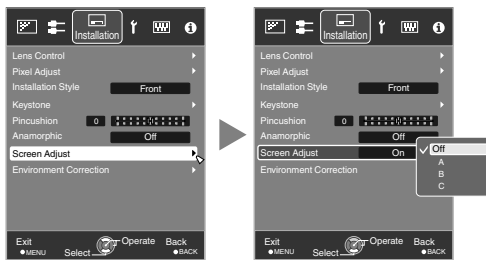 Installation
Lens Control
Pixel Adjust
Installation Style Front
Keystone
Pincushion 0
Anamorphic Off
Screen Adjust
Environment Correction
Exit Operate Back
MENU Select BACK
Installation
Lens Control
Pixel Adjust
Installation Style Front
Keystone
Pincushion 0
Anamorphic Off
Screen Adjust On
Off
A
B
C
Environment Correction
Exit Operate Back
MENU Select BACK